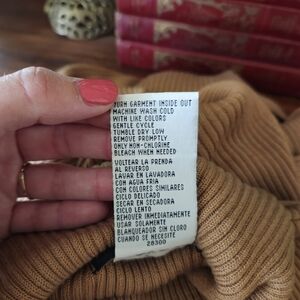 TURN GARMENT INSIDE OUT
MACHINE WASH COLD
WITH LIKE COLORS
GENTLE CYCLE
TUMBLE DRY LOW
REMOVE PROMPTLY
ONLY NON-CHLORINE
BLEACH WHEN NEEDED
VOLTEAR LA PRENDA
AL REVERSO
LAVAR EN LAVADORA
CON AGUA FRIA
CON COLORES SIMILARES
CICLO DELICADO
SECAR EN SECADORA
CICLO LENTO
REMOVER INMEDIATAMENTE
USAR SOLAMENTE
BLANQUEADOR SIN CLORO
CUANDO SE NECESITE
28300